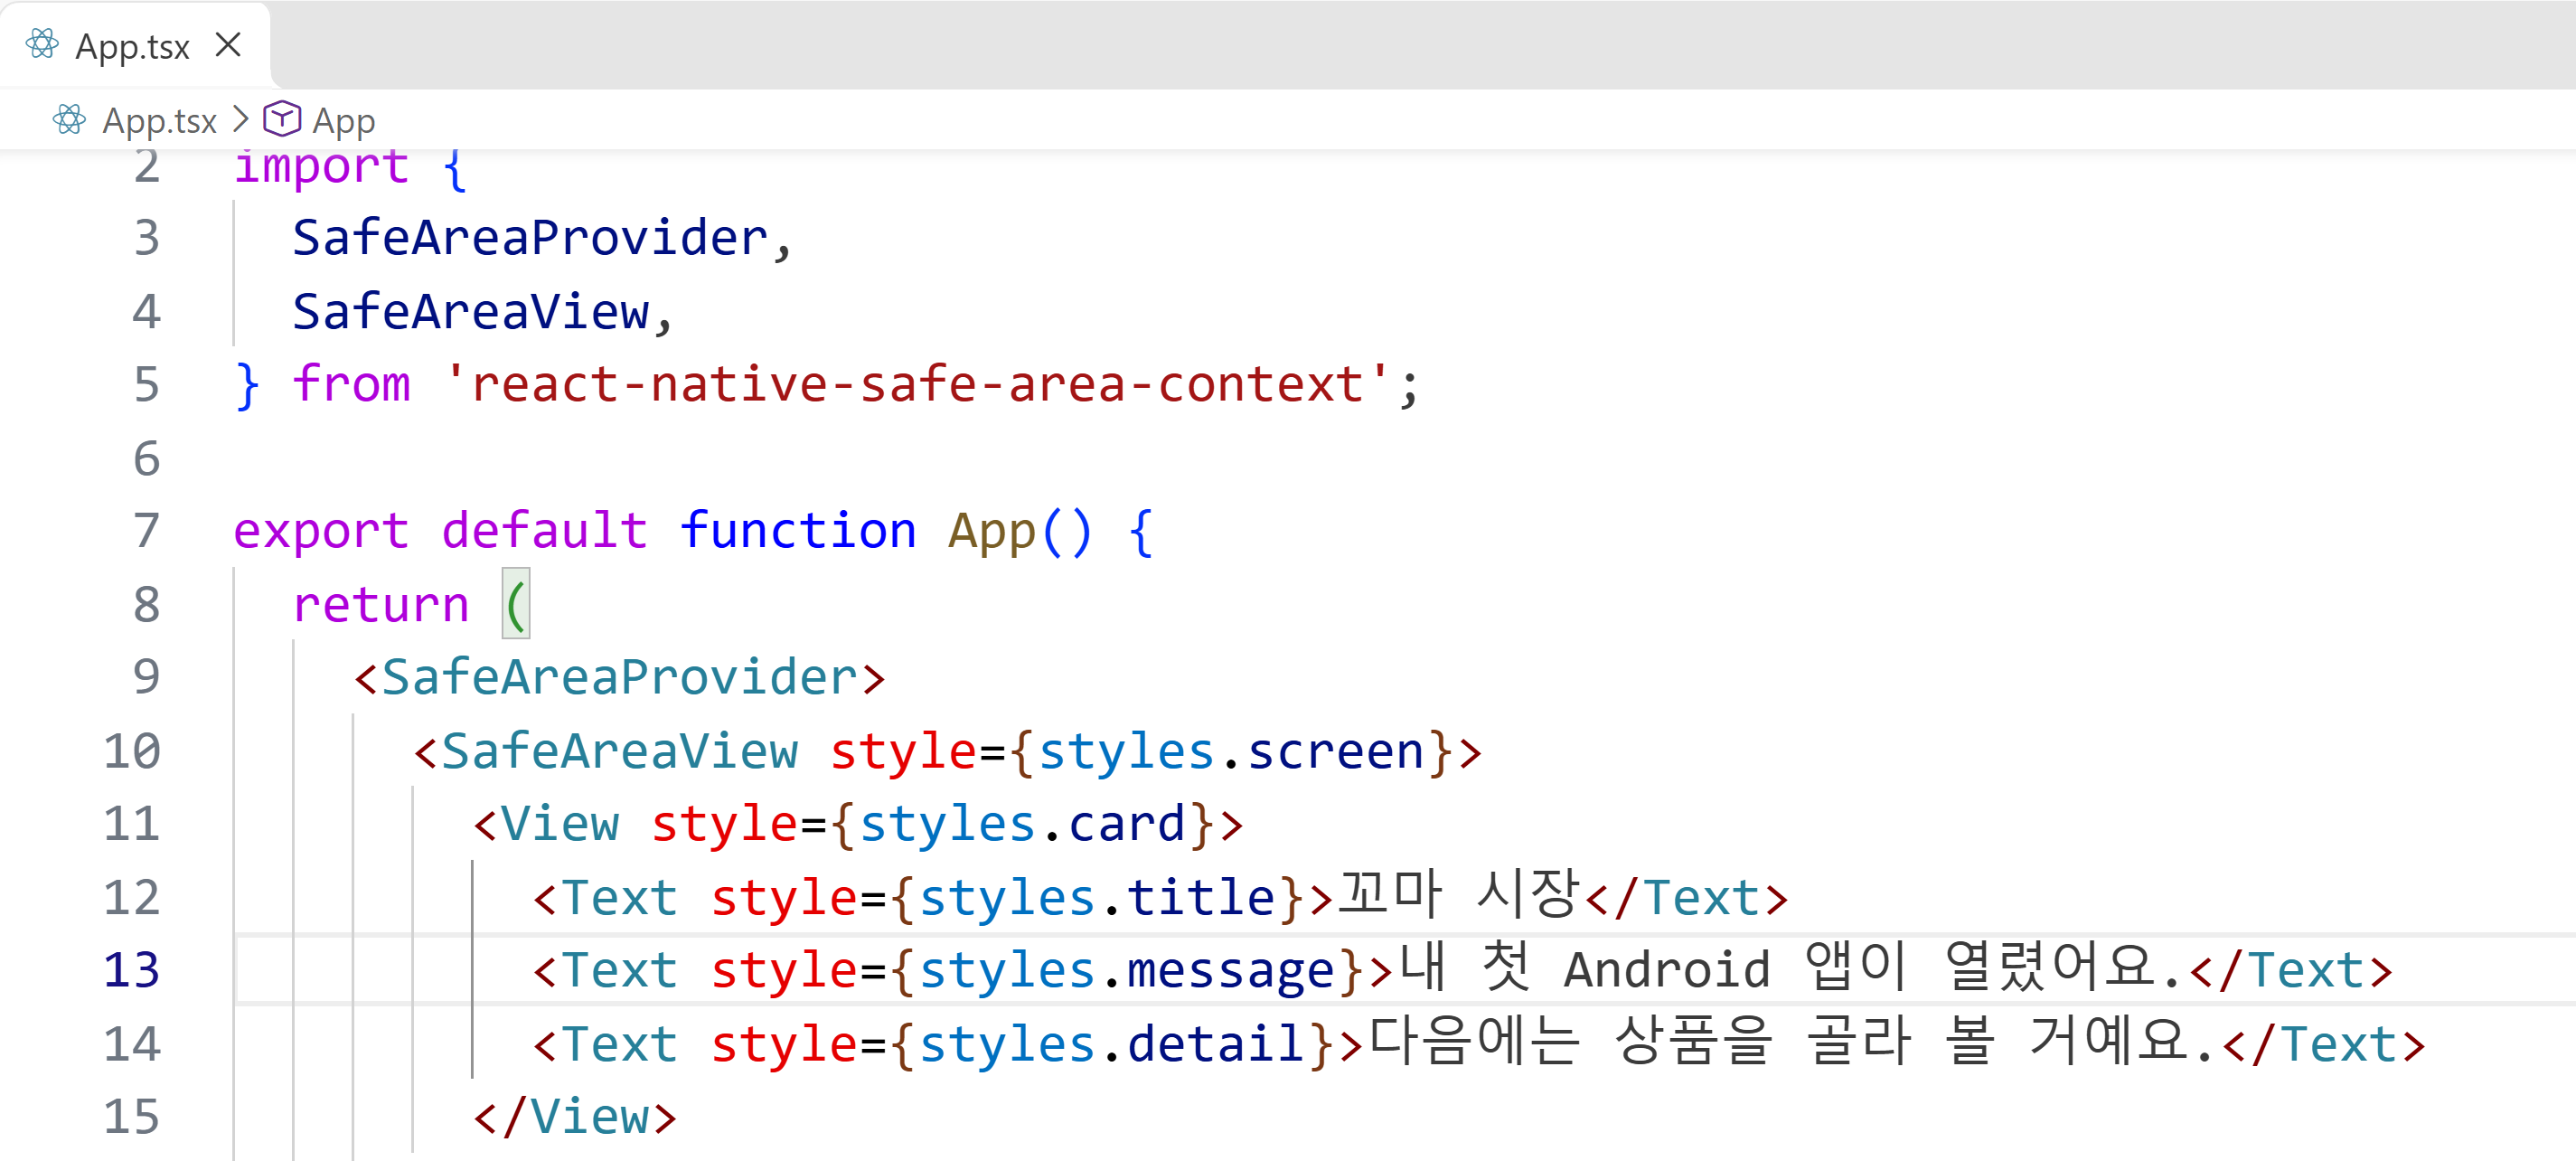 App.tsx
App.tsx > App
2 import {
3   SafeAreaProvider,
4   SafeAreaView,
5 } from 'react-native-safe-area-context';
6
7 export default function App() {
8   return (
9     <SafeAreaProvider>
10       <SafeAreaView style={styles.screen}>
11         <View style={styles.card}>
12           <Text style={styles.title}>꼬마 시장</Text>
13           <Text style={styles.message}>내 첫 Android 앱이 열렸어요.</Text>
14           <Text style={styles.detail}>다음에는 상품을 골라 볼 거예요.</Text>
15         </View>